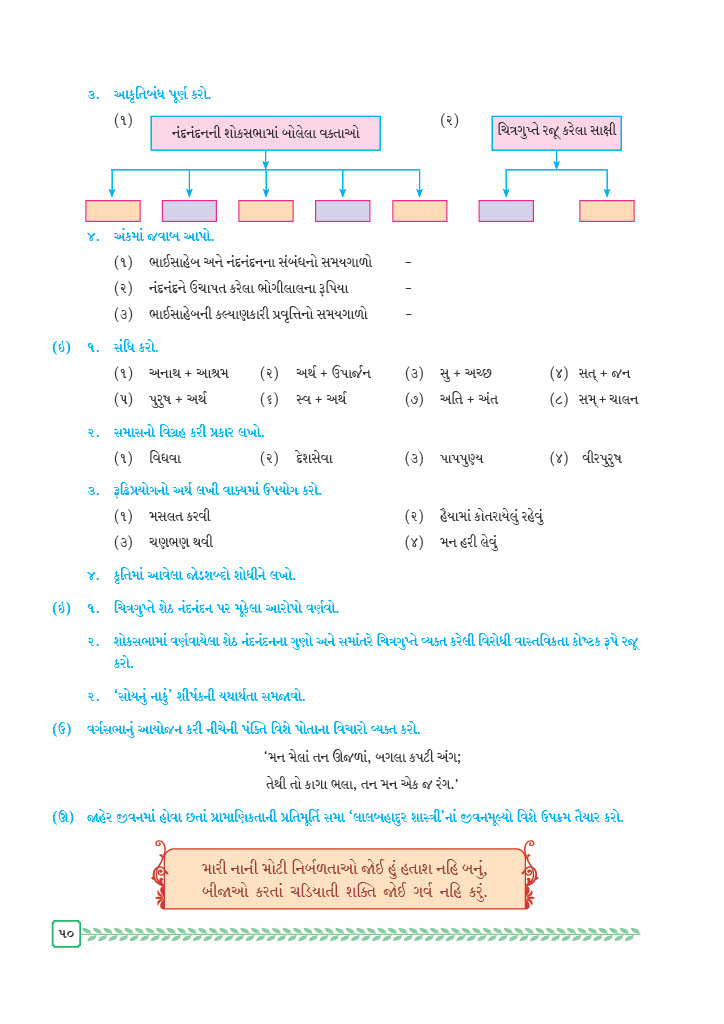 ૩. આકૃતિબંધ પૂર્ણ કરો.
(૧) નંદનંદનની શોકસભામાં બોલેલા વક્તાઓ (૨) ચિત્રગુપ્તે રજૂ કરેલા સાક્ષી
૪. અંકમાં જવાબ આપો.
(૧) ભાઈસાહેબ અને નંદનંદનના સંબંધનો સમયગાળો –
(૨) નંદનંદને ઉચાપત કરેલા ભોગીલાલના રૂપિયા –
(૩) ભાઈસાહેબની કલ્યાણકારી પ્રવૃત્તિનો સમયગાળો –
(ઇ) ૧. સંધિ કરો.
(૧) અનાથ + આશ્રમ (૨) અર્થ + ઉપાર્જન (૩) સુ + અચ્છ (૪) સત્ + જન
(૫) પુરુષ + અર્થ (૬) સ્વ + અર્થ (૭) અતિ + અંત (૮) સમ્ + ચાલન
૨. સમાસનો વિગ્રહ કરી પ્રકાર લખો.
(૧) વિધવા (૨) દેશસેવા (૩) પાપપુણ્ય (૪) વીરપુરુષ
૩. રૂઢિપ્રયોગનો અર્થ લખી વાક્યમાં ઉપયોગ કરો.
(૧) મસલત કરવી (૨) હૈયામાં કોતરાયેલું રહેવું
(૩) ચણભણ થવી (૪) મન હરી લેવું
૪. કૃતિમાં આવેલા જોડશબ્દો શોધીને લખો.
(ઇ) ૧. ચિત્રગુપ્તે શેઠ નંદનંદન પર મૂકેલા આરોપો વર્ણવો.
૨. શોકસભામાં વર્ણવાયેલા શેઠ નંદનંદનના ગુણો અને સમાંતરે ચિત્રગુપ્તે વ્યક્ત કરેલી વિરોધી વાસ્તવિકતા કોષ્ટક રૂપે રજૂ
કરો.
૨. ‘સોયનું નાકું’ શીર્ષકની યથાર્થતા સમજાવો.
(ઉ) વર્ગસભાનું આયોજન કરી નીચેની પંક્તિ વિશે પોતાના વિચારો વ્યક્ત કરો.
‘મન મેલાં તન ઊજળાં, બગલા કપટી અંગ;
તેથી તો કાગા ભલા, તન મન એક જ રંગ.’
(ઊ) જાહેર જીવનમાં હોવા છતાં પ્રામાણિકતાની પ્રતિમૂર્તિ સમા ‘લાલબહાદુર શાસ્ત્રી’નાં જીવનમૂલ્યો વિશે ઉપક્રમ તૈયાર કરો.
મારી નાની મોટી નિર્બળતાઓ જોઈ હું હતાશ નહિ બનું,
બીજાઓ કરતાં ચડિયાતી શક્તિ જોઈ ગર્વ નહિ કરું.
૫૦